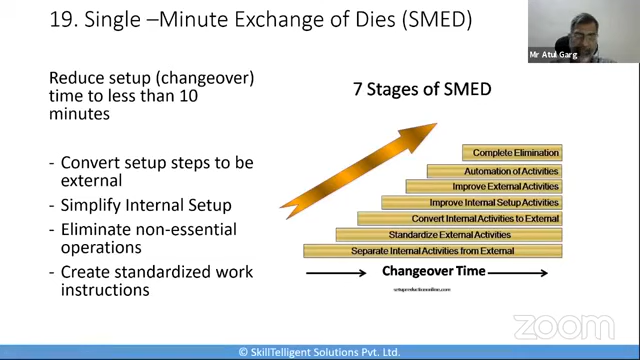 19. Single –Minute Exchange of Dies (SMED)
Mr Atul Garg
Reduce setup (changeover)
time to less than 10
minutes
- Convert setup steps to be
external
- Simplify Internal Setup
- Eliminate non-essential
operations
- Create standardized work
instructions
7 Stages of SMED
Complete Elimination
Automation of Activities
Improve External Activities
Improve Internal Setup Activities
Convert Internal Activities to External
Standardize External Activities
Separate Internal Activities from External
Changeover Time
setupreductiononline.com
zoom
© SkillTelligent Solutions Pvt. Ltd.